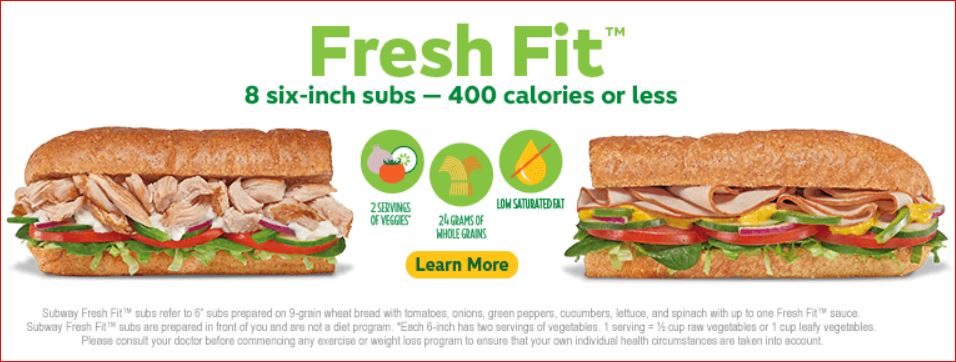 Fresh Fit™
8 six-inch subs — 400 calories or less
2 SERVINGS
OF VEGGIES*
24 GRAMS OF
WHOLE GRAINS
LOW SATURATED FAT
Learn More
Subway Fresh Fit™ subs refer to 6" subs prepared on 9-grain wheat bread with tomatoes, onions, green peppers, cucumbers, lettuce, and spinach with up to one Fresh Fit™ sauce.
Subway Fresh Fit™ subs are prepared in front of you and are not a diet program. *Each 6-inch has two servings of vegetables. 1 serving = ½ cup raw vegetables or 1 cup leafy vegetables.
Please consult your doctor before commencing any exercise or weight loss program to ensure that your own individual health circumstances are taken into account.